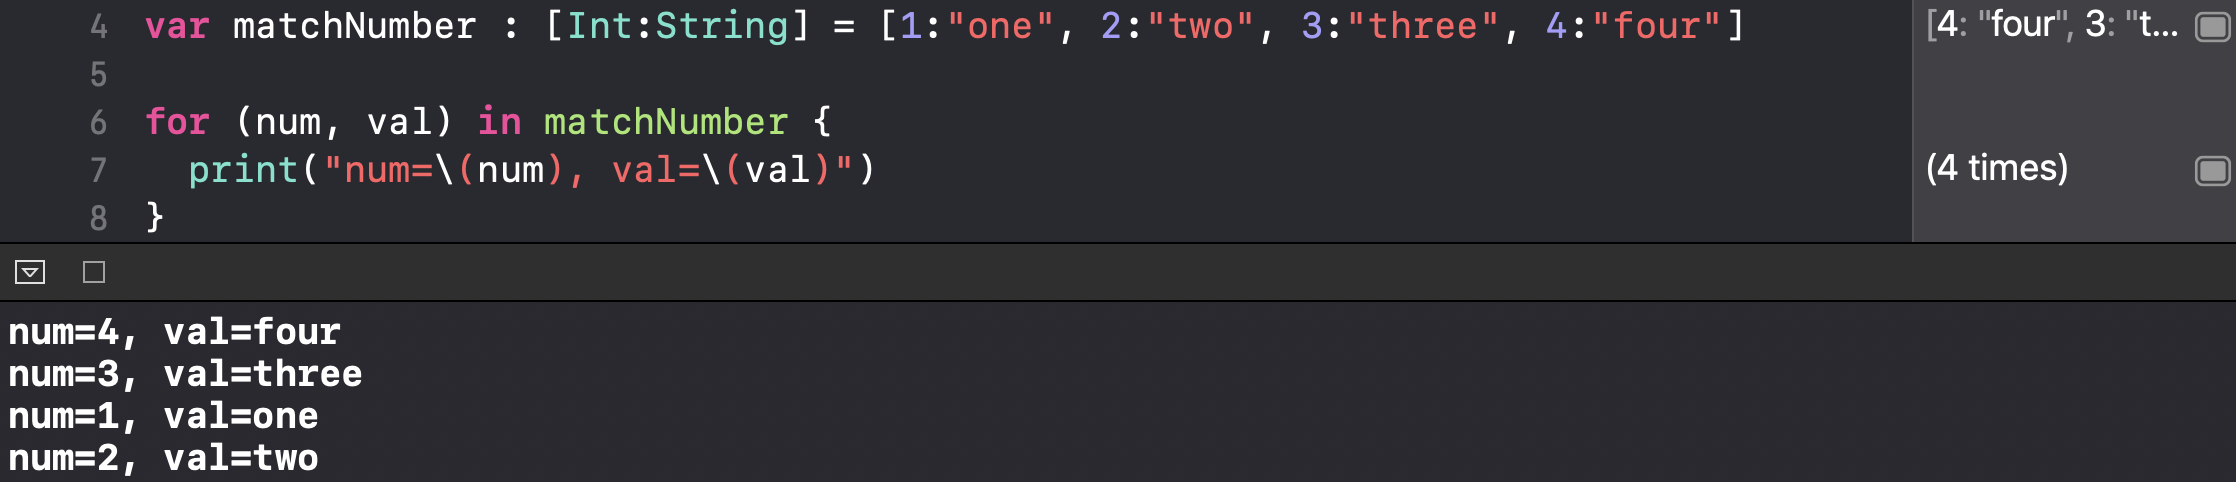 4 var matchNumber : [Int:String] = [1:"one", 2:"two", 3:"three", 4:"four"] [4: "four", 3: "t...
5
6 for (num, val) in matchNumber {
7 print("num=\(num), val=\(val)") (4 times)
8 }
num=4, val=four
num=3, val=three
num=1, val=one
num=2, val=two